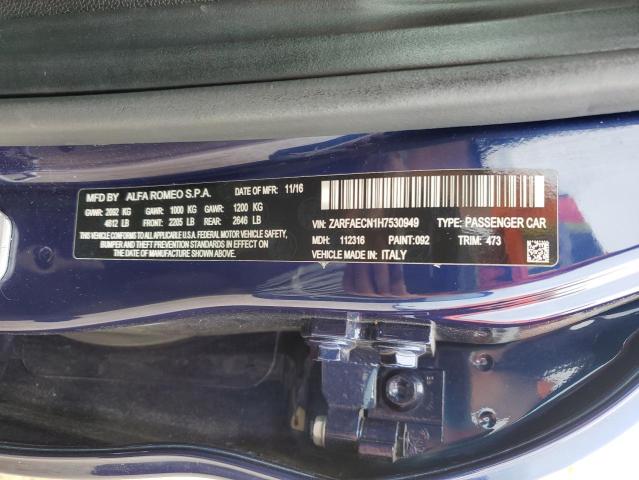 MFD BY ALFA ROMEO S.P.A. DATE OF MFR: 11/16
GVWR: 2092 KG GAWR: 1000 KG GAWR: 1200 KG
4612 LB FRONT: 2205 LB REAR: 2646 LB
THIS VEHICLE CONFORMS TO ALL APPLICABLE U.S.A. FEDERAL MOTOR VEHICLE SAFETY,
BUMPER AND THEFT PREVENTION STANDARDS IN EFFECT ON
THE DATE OF MANUFACTURE SHOWN ABOVE.
VIN: ZARFAECN1H7530949 TYPE: PASSENGER CAR
MDH: 112316 PAINT:092 TRIM: 473
VEHICLE MADE IN: ITALY